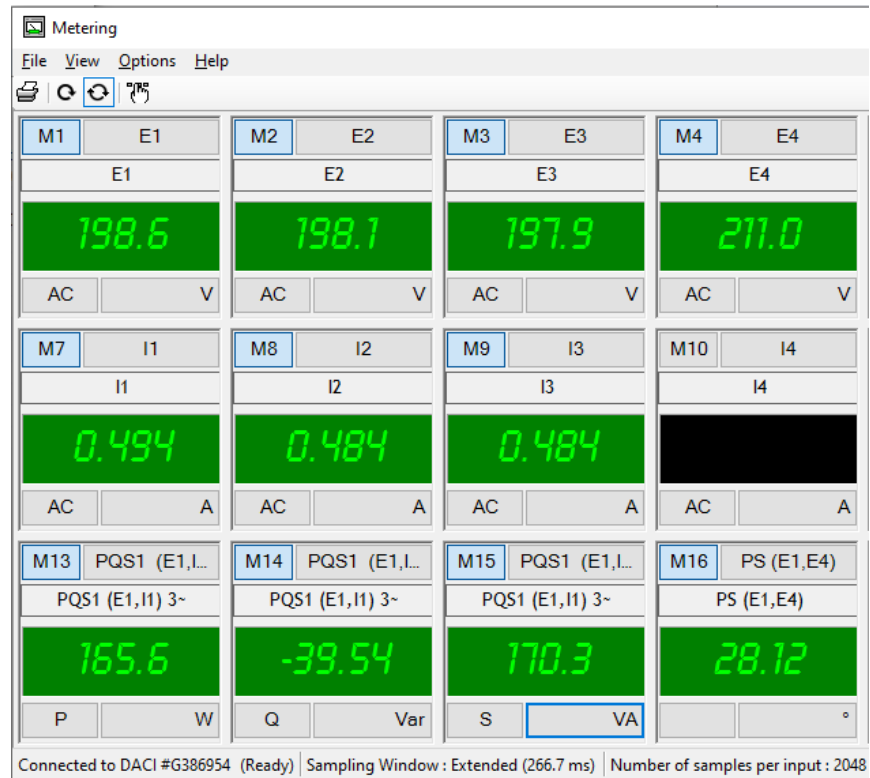 Metering
File View Options Help
M1 E1 M2 E2 M3 E3 M4 E4
E1 E2 E3 E4
198.6 198.1 197.9 211.0
AC V AC V AC V AC V
M7 I1 M8 I2 M9 I3 M10 I4
I1 I2 I3 I4
0.494 0.484 0.484
AC A AC A AC A AC A
M13 PQS1 (E1,I... M14 PQS1 (E1,I... M15 PQS1 (E1,I... M16 PS (E1,E4)
PQS1 (E1,I1) 3~ PQS1 (E1,I1) 3~ PQS1 (E1,I1) 3~ PS (E1,E4)
165.6 -39.54 170.3 28.12
P W Q Var S VA °
Connected to DACI #G386954 (Ready) Sampling Window : Extended (266.7 ms) Number of samples per input : 2048